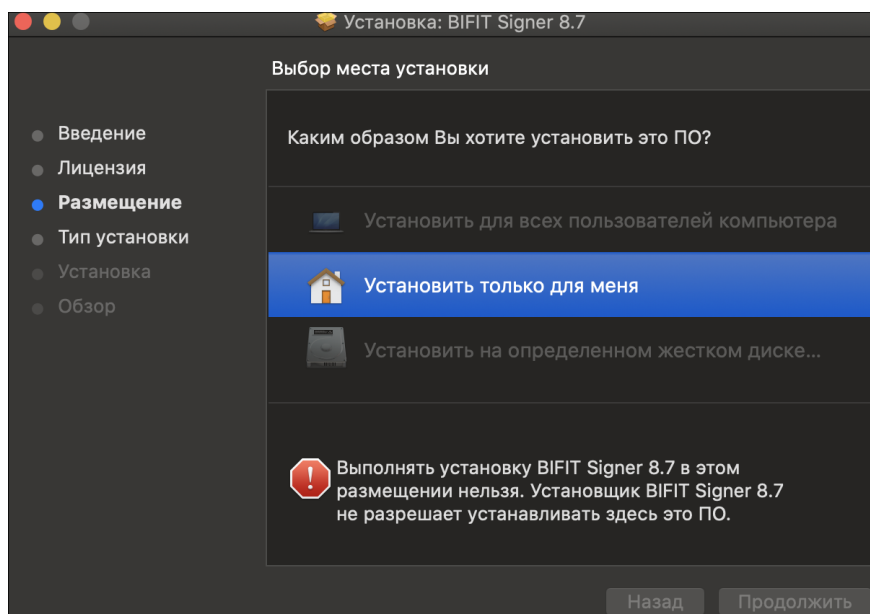 Установка: BIFIT Signer 8.7
Выбор места установки
Введение
Лицензия
Размещение
Тип установки
Установка
Обзор
Каким образом Вы хотите установить это ПО?
Установить для всех пользователей компьютера
Установить только для меня
Установить на определенном жестком диске...
Выполнять установку BIFIT Signer 8.7 в этом
размещении нельзя. Установщик BIFIT Signer 8.7
не разрешает устанавливать здесь это ПО.
Назад
Продолжить